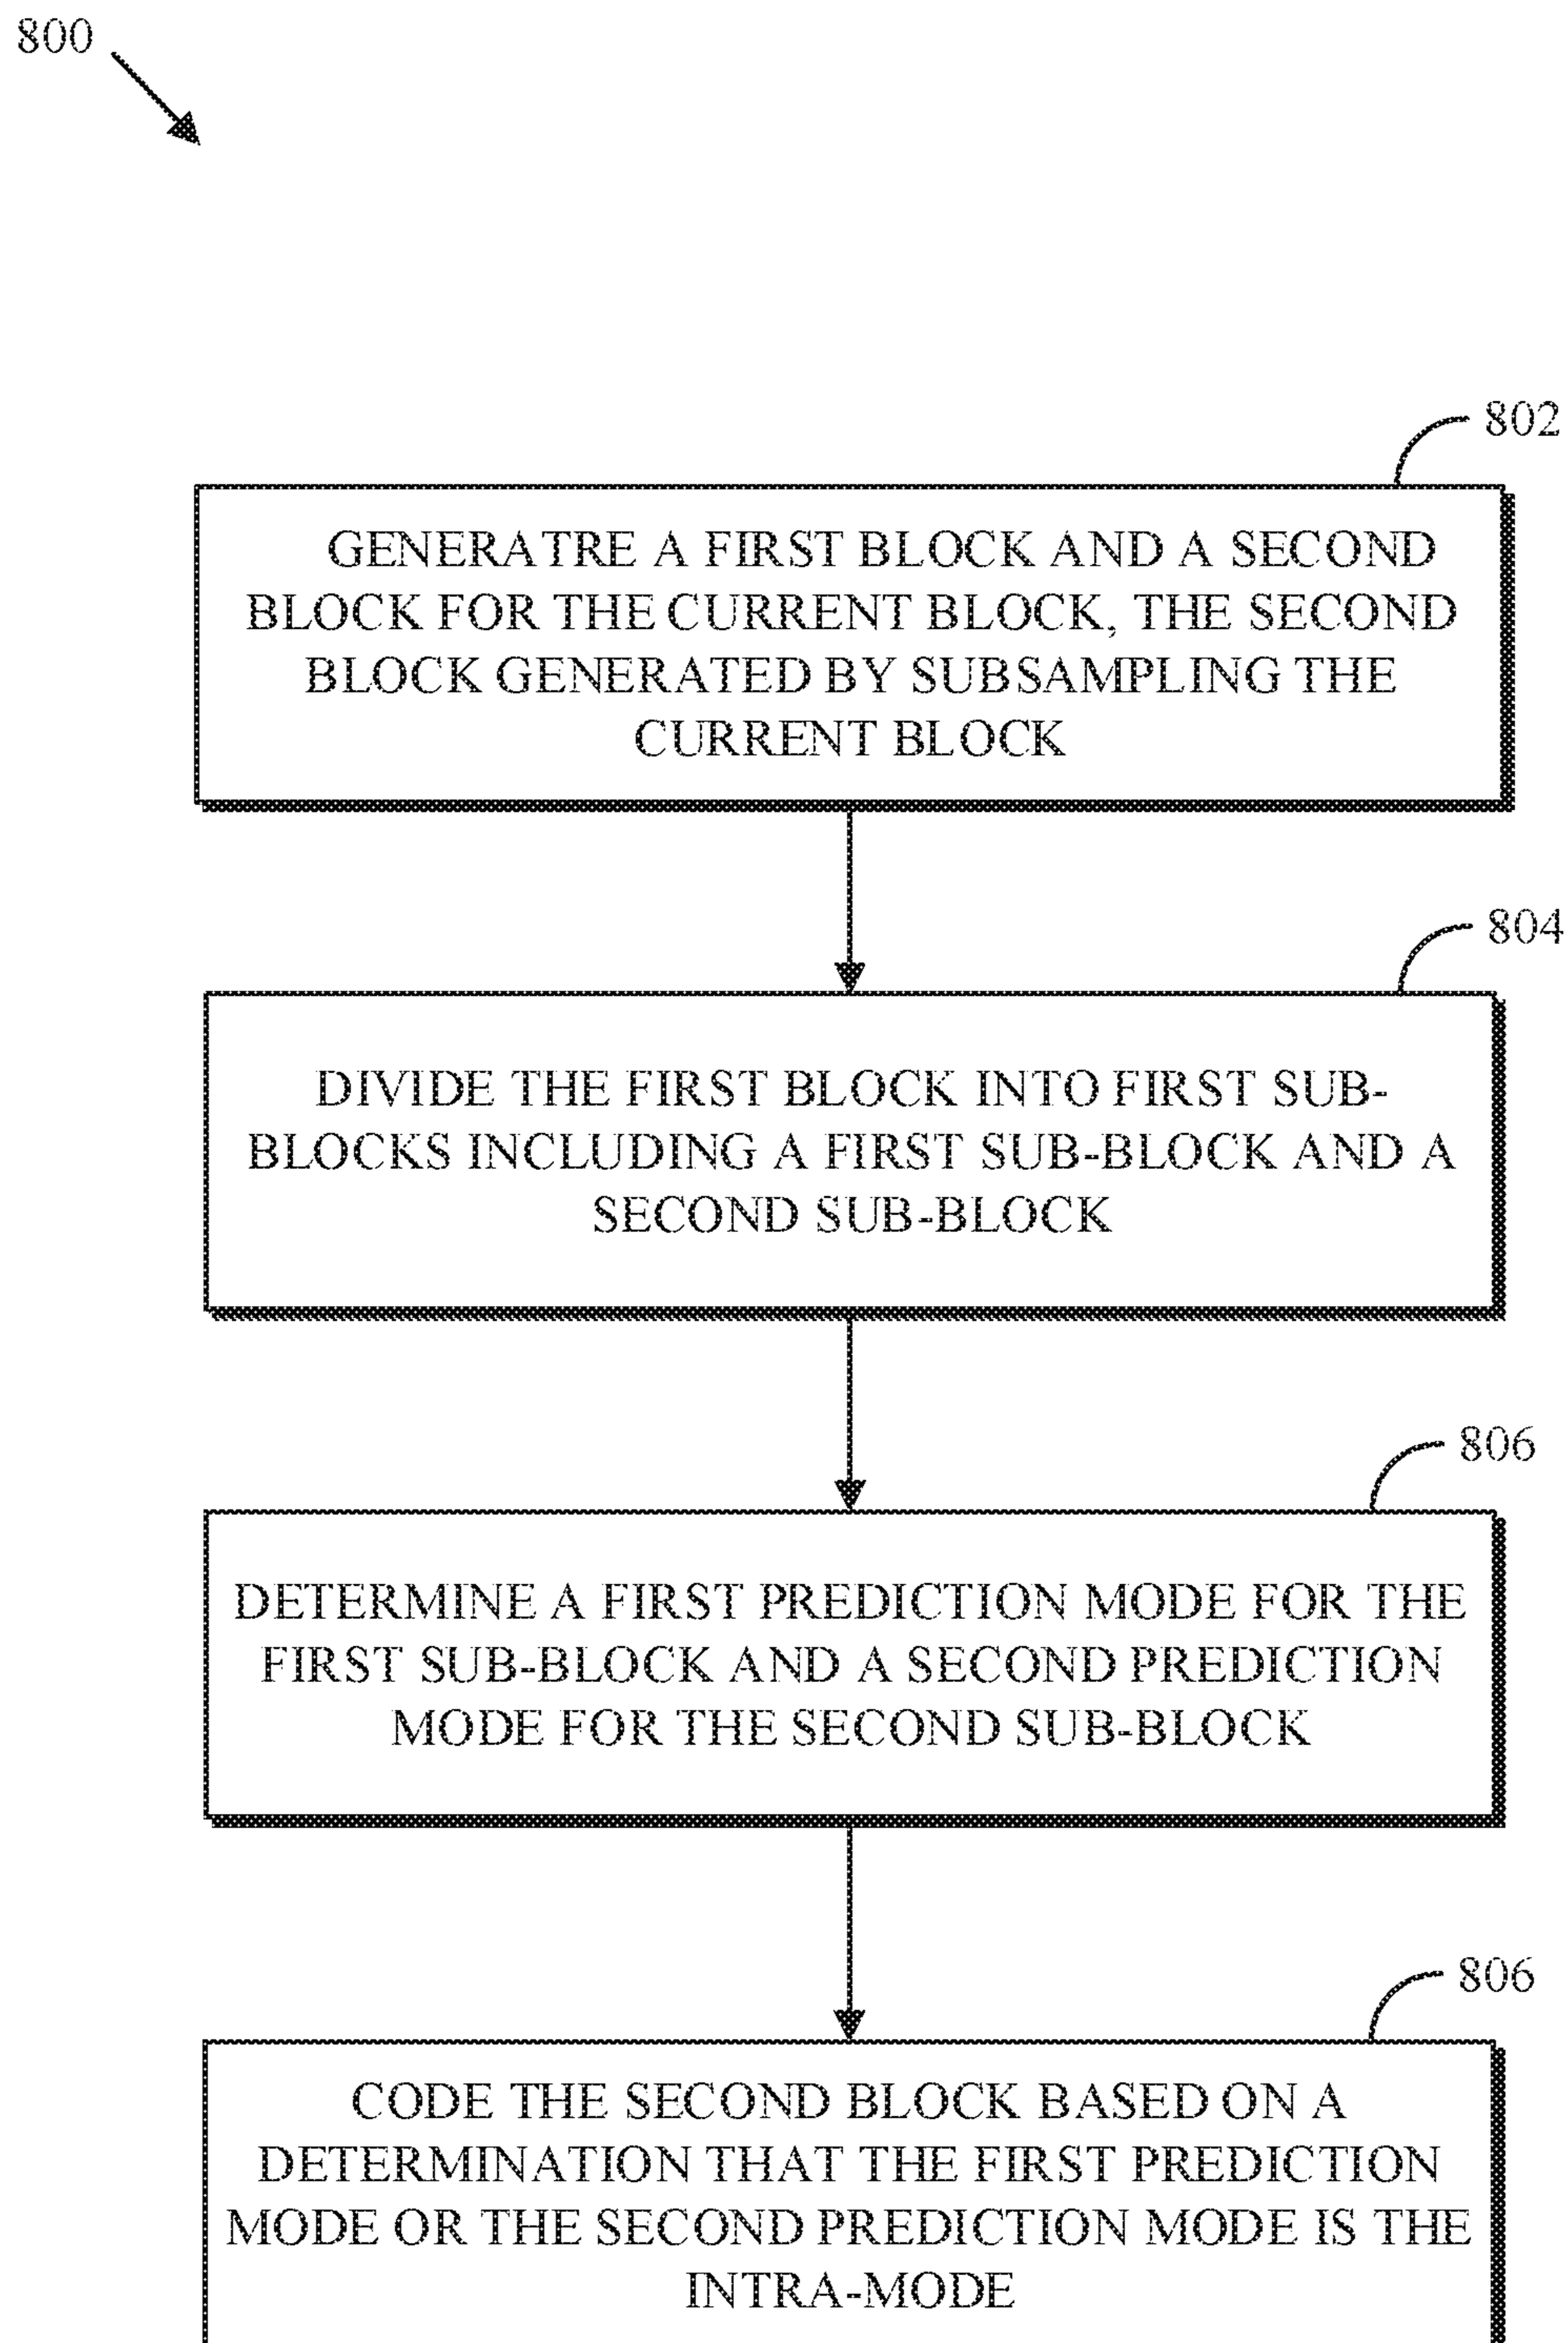 800
802
GENERATRE A FIRST BLOCK AND A SECOND
BLOCK FOR THE CURRENT BLOCK, THE SECOND
BLOCK GENERATED BY SUBSAMPLING THE
CURRENT BLOCK
804
DIVIDE THE FIRST BLOCK INTO FIRST SUB-
BLOCKS INCLUDING A FIRST SUB-BLOCK AND A
SECOND SUB-BLOCK
806
DETERMINE A FIRST PREDICTION MODE FOR THE
FIRST SUB-BLOCK AND A SECOND PREDICTION
MODE FOR THE SECOND SUB-BLOCK
806
CODE THE SECOND BLOCK BASED ON A
DETERMINATION THAT THE FIRST PREDICTION
MODE OR THE SECOND PREDICTION MODE IS THE
INTRA-MODE